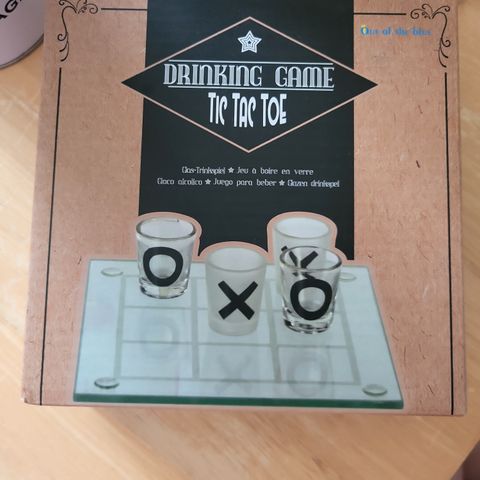 Out of the blue
DRINKING GAME
TIC TAC TOE
Glas-Trinkspiel ★ Jeu à boire en verre
Gioco alcolico ★ Juego para beber ★ Glazen drinkspel
O X X O